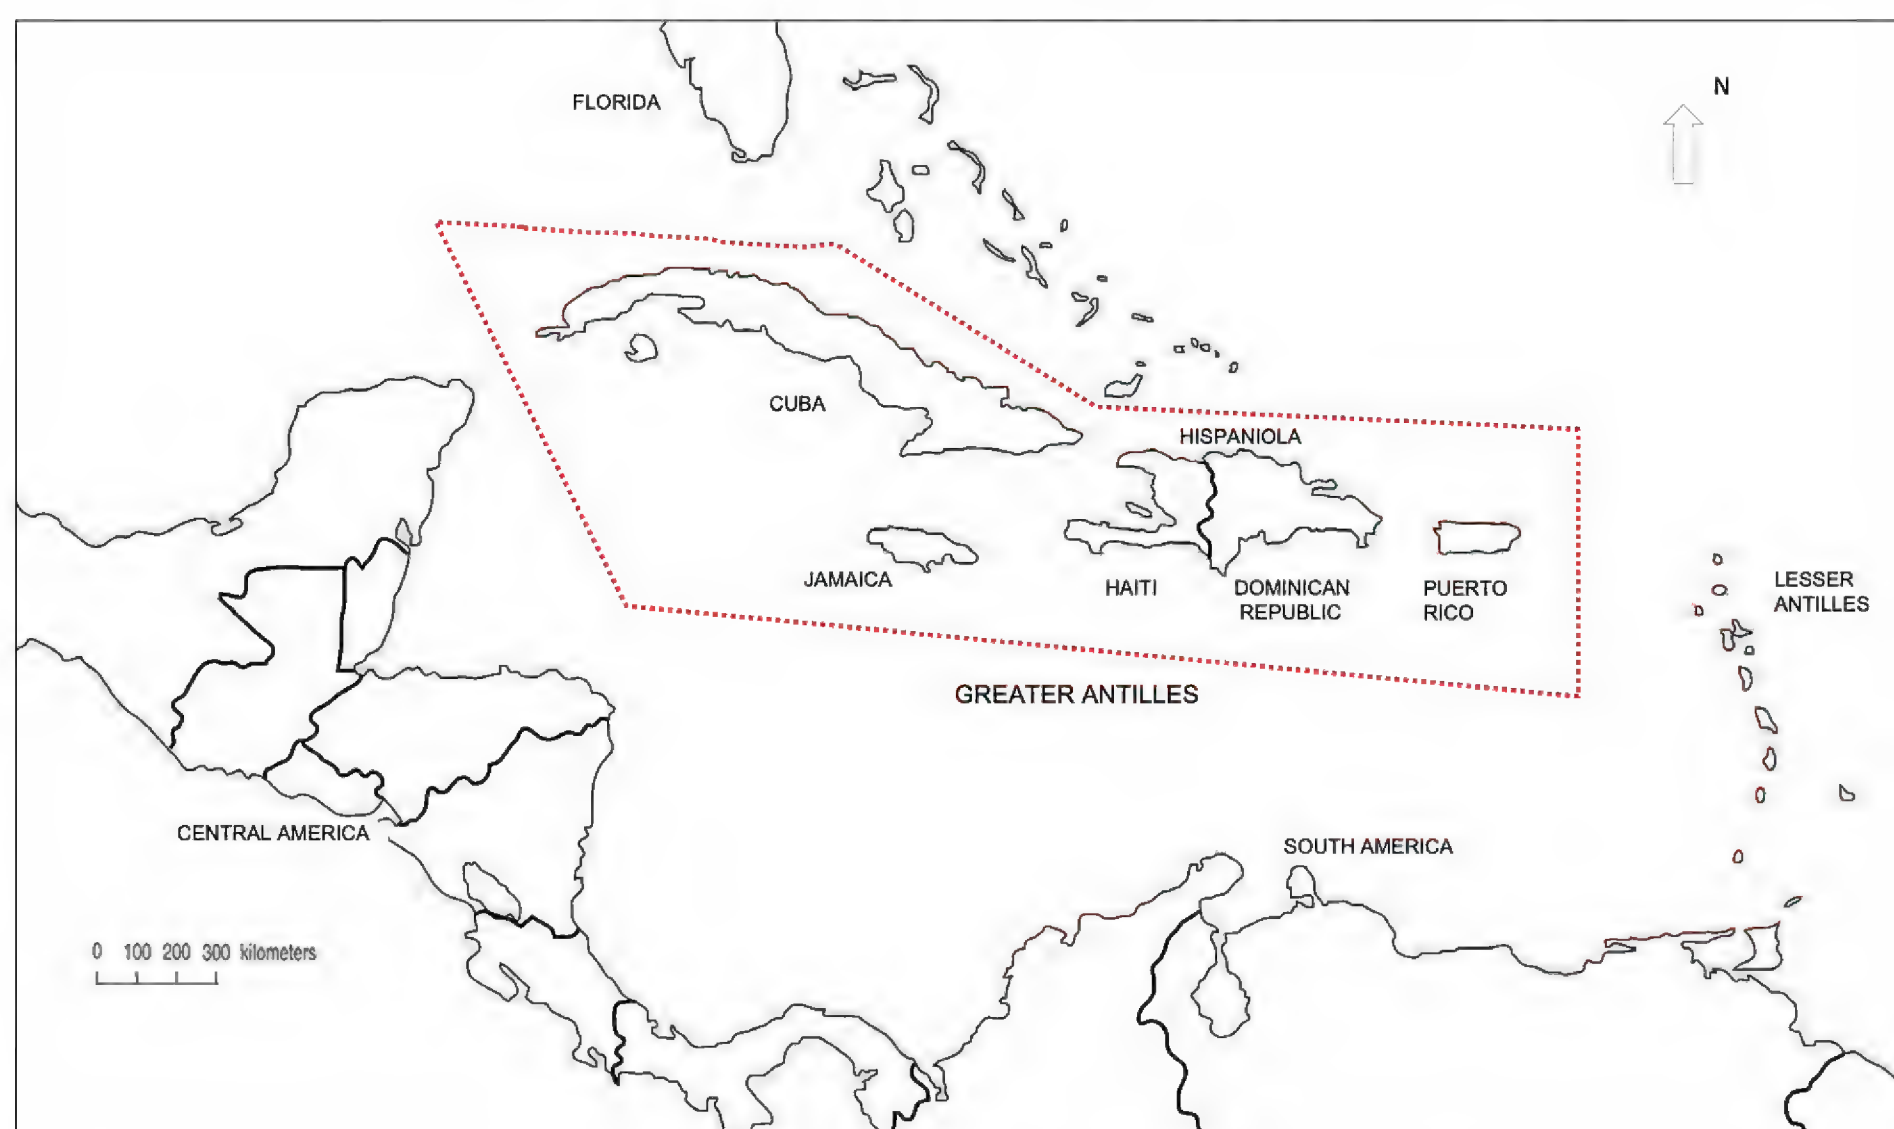 N
FLORIDA
CUBA
HISPANIOLA
JAMAICA
HAITI
DOMINICAN
REPUBLIC
PUERTO
RICO
LESSER
ANTILLES
GREATER ANTILLES
CENTRAL AMERICA
SOUTH AMERICA
0 100 200 300 kilometers